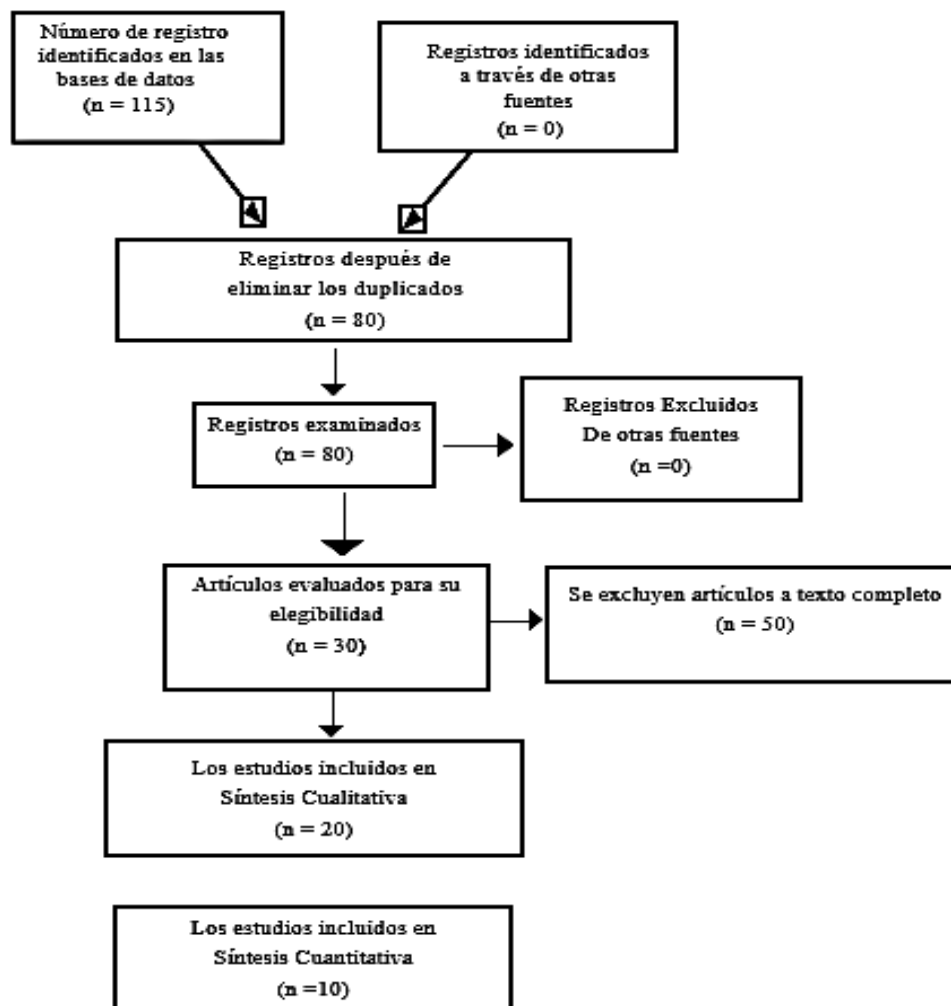 Número de registro
identificados en las
bases de datos
(n = 115)
Registros identificados
a través de otras
fuentes
(n = 0)
Registros después de
eliminar los duplicados
(n = 80)
Registros examinados
(n = 80)
Registros Excluidos
De otras fuentes
(n =0)
Artículos evaluados para su
elegibilidad
(n = 30)
Se excluyen artículos a texto completo
(n = 50)
Los estudios incluidos en
Síntesis Cualitativa
(n = 20)
Los estudios incluidos en
Síntesis Cuantitativa
(n =10)